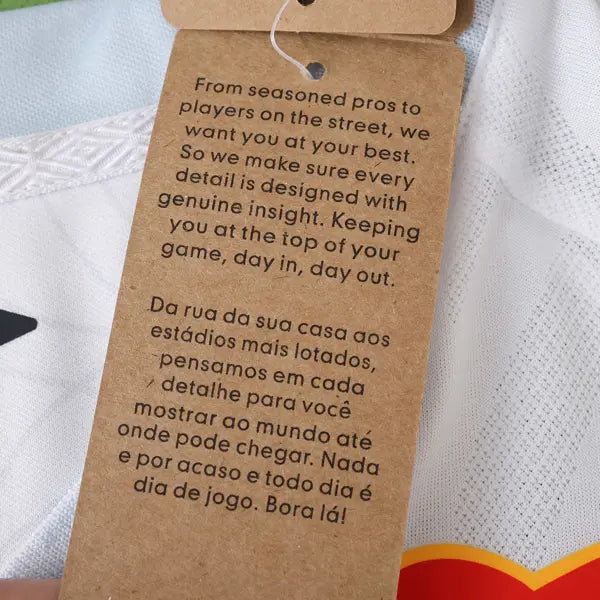 From seasoned pros to
players on the street, we
want you at your best.
So we make sure every
detail is designed with
genuine insight. Keeping
you at the top of your
game, day in, day out.
Da rua da sua casa aos
estádios mais lotados,
pensamos em cada
detalhe para você
mostrar ao mundo até
onde pode chegar. Nada
e por acaso e todo dia é
dia de jogo. Bora lá!